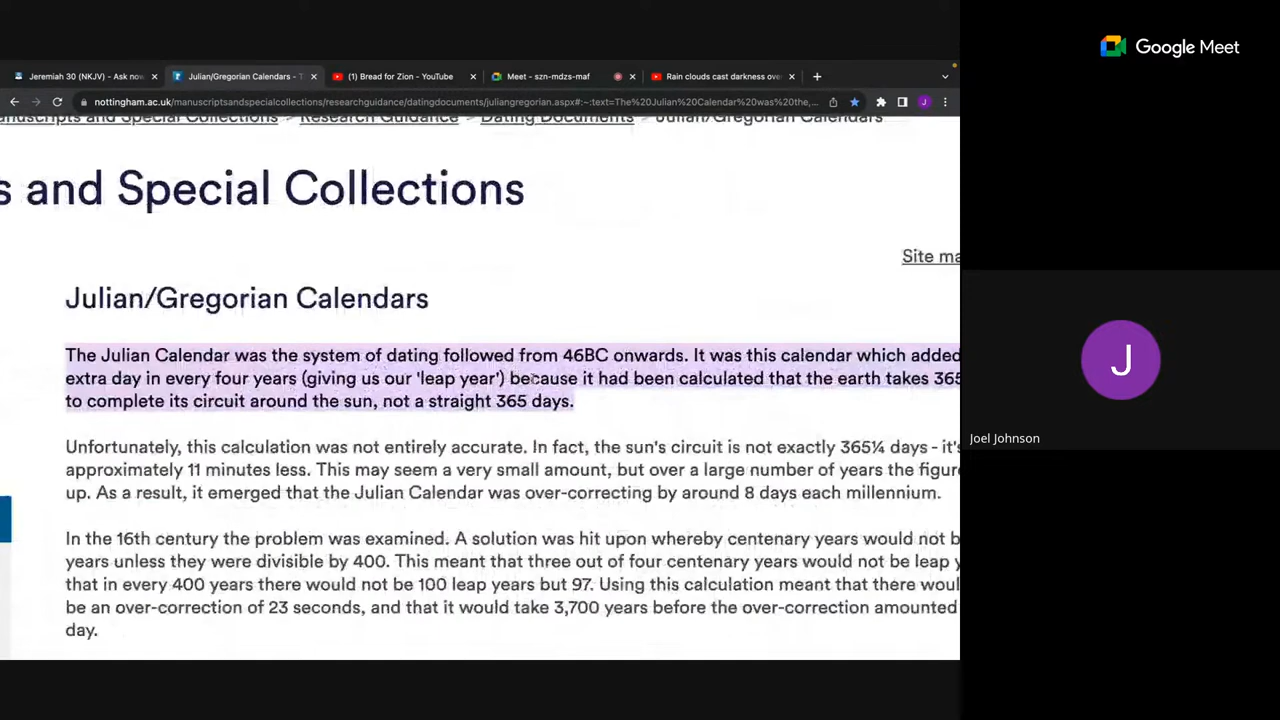 Google Meet
Jeremiah 30 (NKJV) - Ask now
Julian/Gregorian Calendars - T
(1) Bread for Zion - YouTube
Meet - szn-mdzs-maf
Rain clouds cast darkness ove
nottingham.ac.uk/manuscriptsandspecialcollections/researchguidance/datingdocuments/juliangregorian.aspx#:~:text=The%20Julian%20Calendar%20was%20the,...
J
anuscripts and Special Collections > Research Guidance > Dating Documents > Julian/Gregorian Calendars
s and Special Collections
Site ma
Julian/Gregorian Calendars
The Julian Calendar was the system of dating followed from 46BC onwards. It was this calendar which added
extra day in every four years (giving us our 'leap year') because it had been calculated that the earth takes 365
to complete its circuit around the sun, not a straight 365 days.
Unfortunately, this calculation was not entirely accurate. In fact, the sun's circuit is not exactly 365¼ days - it's
approximately 11 minutes less. This may seem a very small amount, but over a large number of years the figur
up. As a result, it emerged that the Julian Calendar was over-correcting by around 8 days each millennium.
In the 16th century the problem was examined. A solution was hit upon whereby centenary years would not b
years unless they were divisible by 400. This meant that three out of four centenary years would not be leap y
that in every 400 years there would not be 100 leap years but 97. Using this calculation meant that there woul
be an over-correction of 23 seconds, and that it would take 3,700 years before the over-correction amounted
day.
J
Joel Johnson